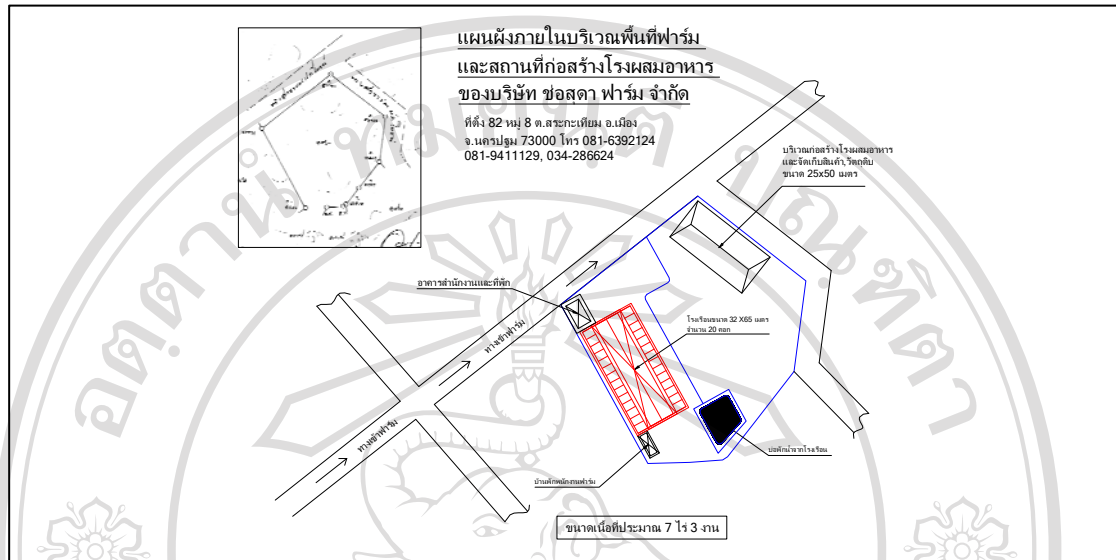 แผนผังภายในบริเวณพื้นที่ฟาร์ม
และสถานที่ก่อสร้างโรงผสมอาหาร
ของบริษัท ช่อสุดา ฟาร์ม จำกัด
ที่ตั้ง 82 หมู่ 8 ต.สระกะเทียม อ.เมือง
จ.นครปฐม 73000 โทร 081-6392124
081-9411129, 034-286624
บริเวณก่อสร้างโรงผสมอาหาร
และจัดเก็บสินค้า,วัตถุดิบ
ขนาด 25x50 เมตร
อาคารสำนักงานและที่พัก
ทางเข้าฟาร์ม
โรงเรือนขนาด 32 X65 เมตร
จำนวน 20 คอก
ทางเข้าฟาร์ม
บ่อพักน้ำจากโรงเรือน
บ้านพักพนักงานฟาร์ม
ขนาดเนื้อที่ประมาณ 7 ไร่ 3 งาน